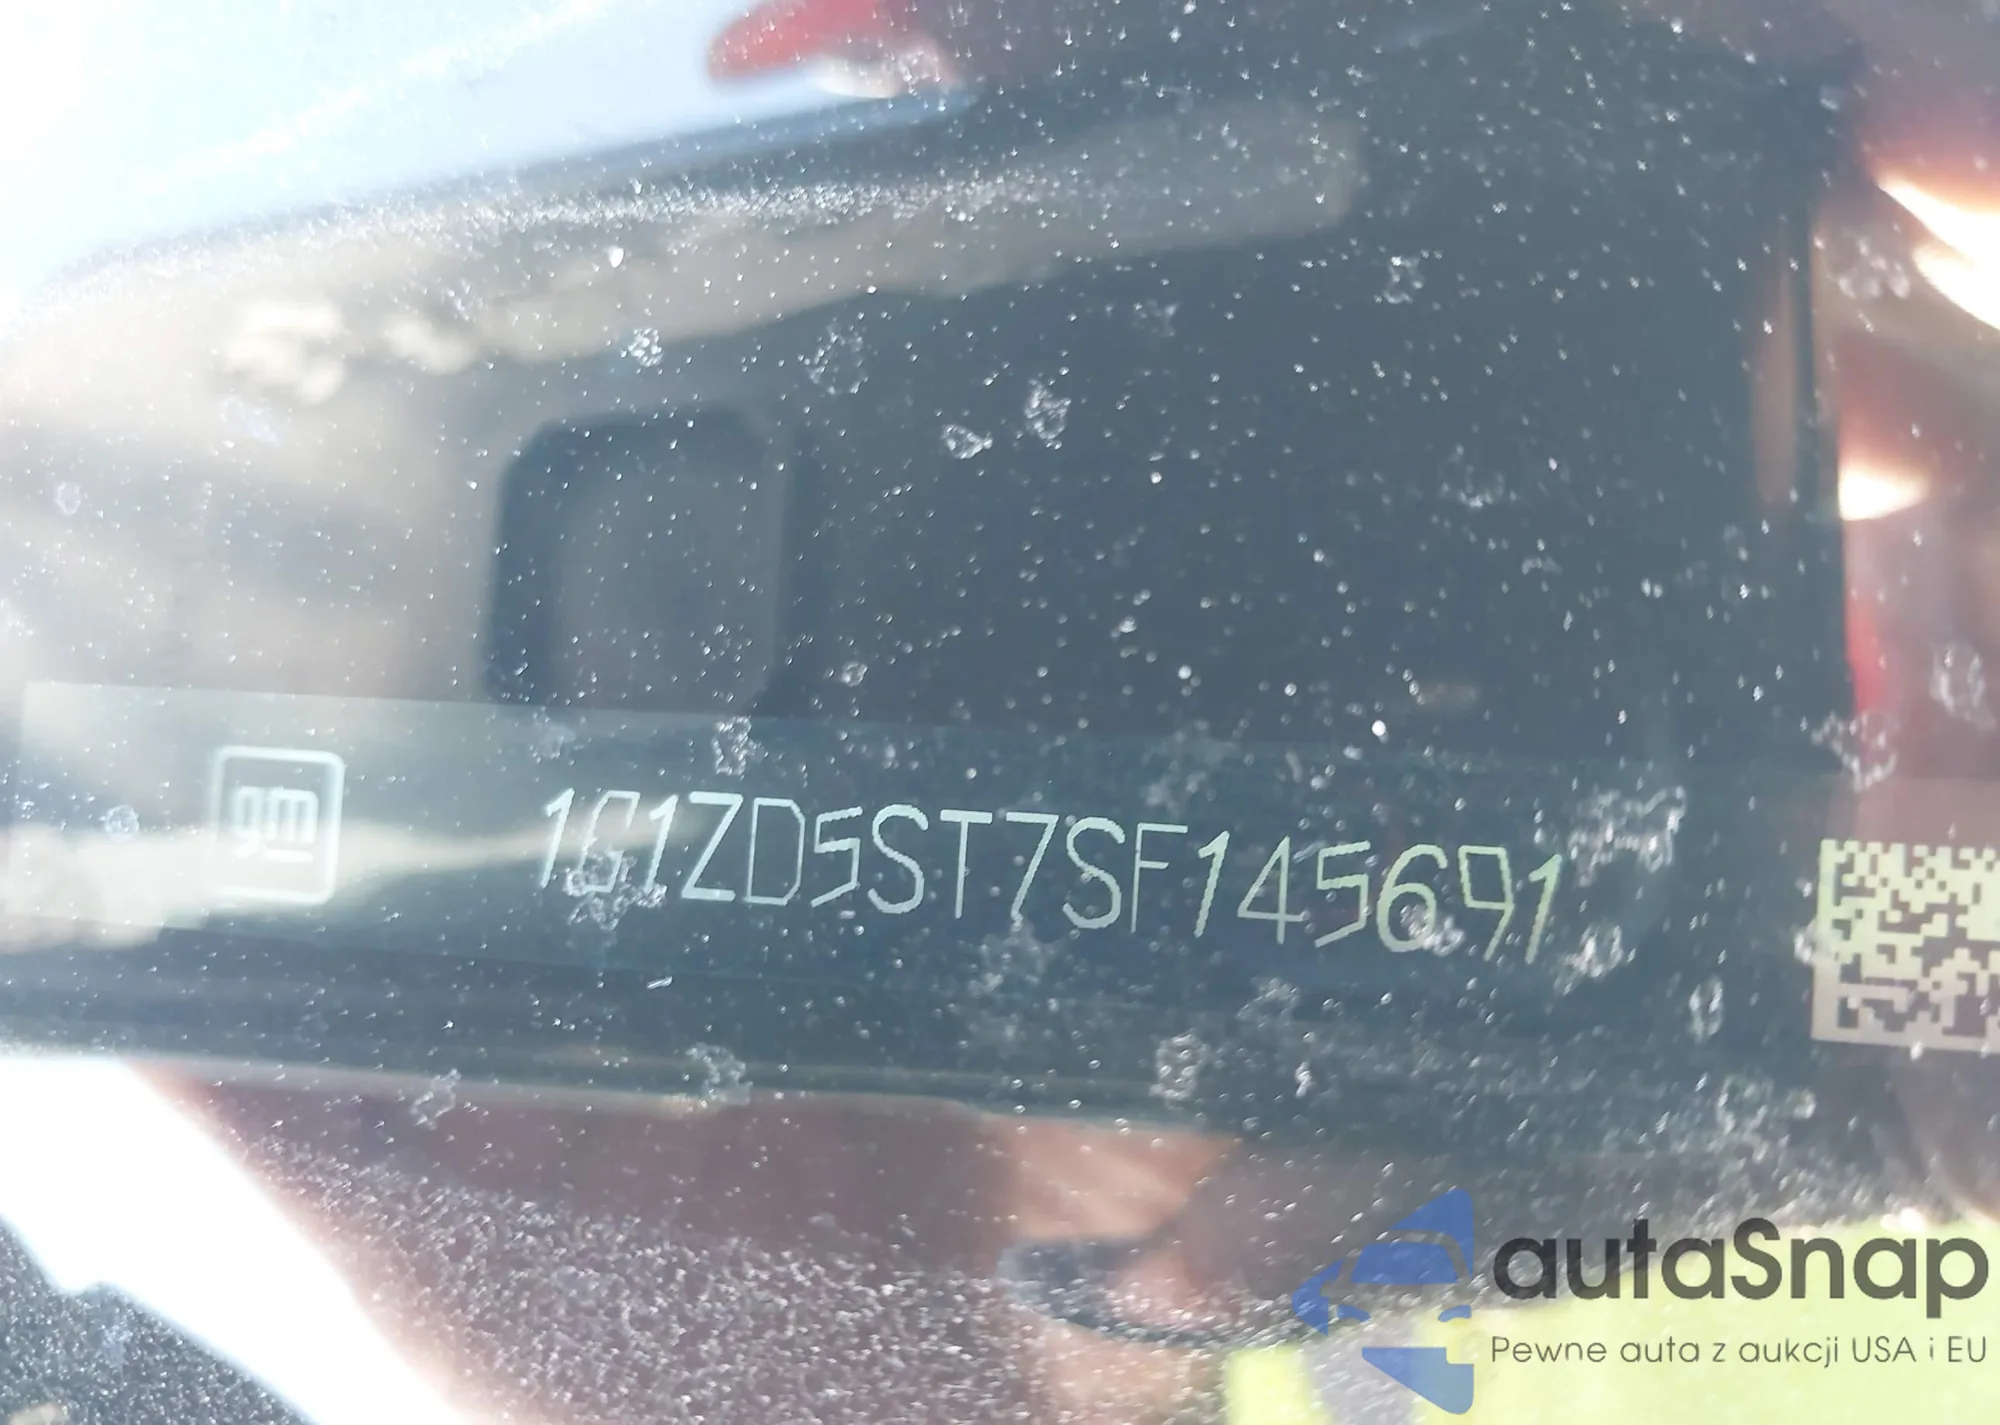 gm
1G1ZD5ST7SF145691
autaSnap
Pewne auta z aukcji USA i EU